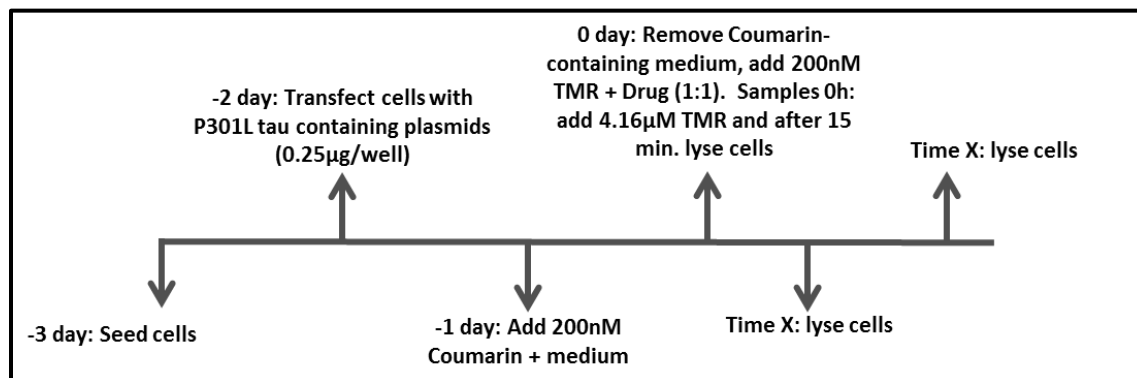 -3 day: Seed cells
-2 day: Transfect cells with
P301L tau containing plasmids
(0.25µg/well)
-1 day: Add 200nM
Coumarin + medium
0 day: Remove Coumarin-
containing medium, add 200nM
TMR + Drug (1:1).  Samples 0h:
add 4.16µM TMR and after 15
min. lyse cells
Time X: lyse cells
Time X: lyse cells